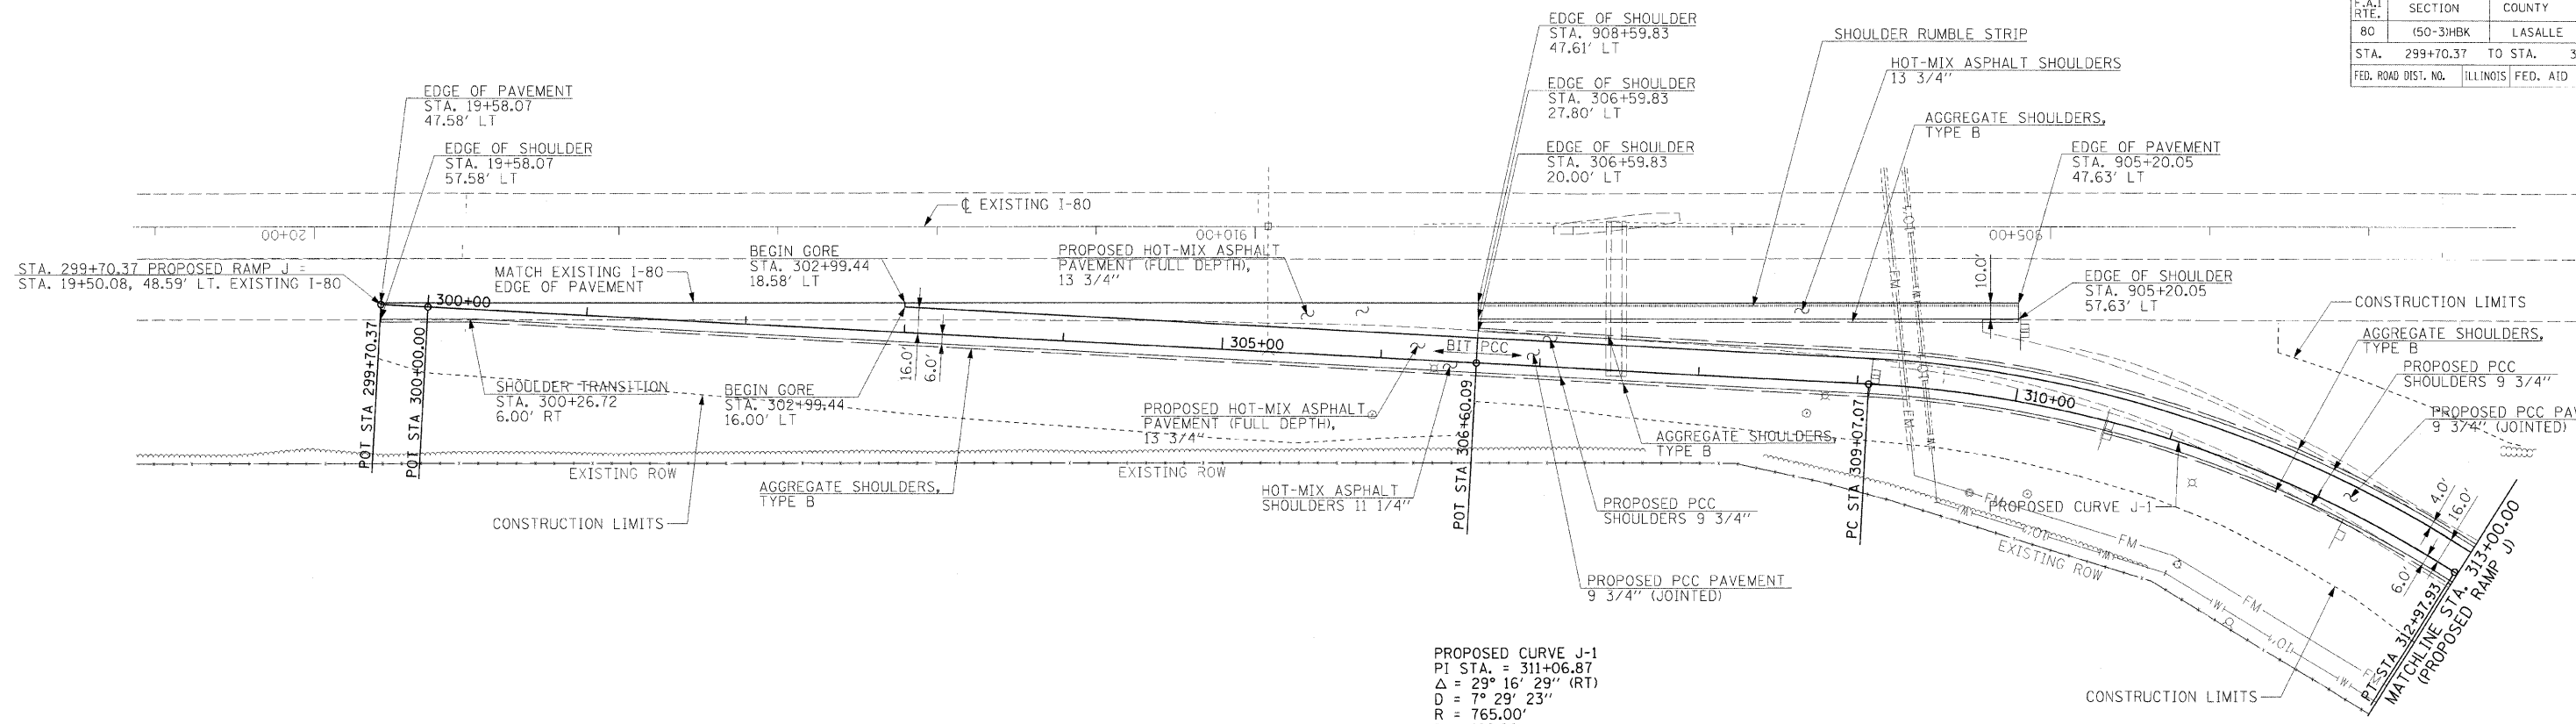 F.A.I
RTE.
SECTION
COUNTY
80
(50-3)HBK
LASALLE
STA. 299+70.37 TO STA. 3
FED. ROAD DIST. NO.
ILLINOIS
FED. AID
EDGE OF SHOULDER
STA. 908+59.83
47.61' LT
SHOULDER RUMBLE STRIP
HOT-MIX ASPHALT SHOULDERS
13 3/4"
EDGE OF PAVEMENT
STA. 19+58.07
47.58' LT
EDGE OF SHOULDER
STA. 306+59.83
27.80' LT
AGGREGATE SHOULDERS,
TYPE B
EDGE OF SHOULDER
STA. 19+58.07
57.58' LT
EDGE OF SHOULDER
STA. 306+59.83
20.00' LT
EDGE OF PAVEMENT
STA. 905+20.05
47.63' LT
℄ EXISTING I-80
20+00
910+00
905+00
STA. 299+70.37 PROPOSED RAMP J =
STA. 19+50.08, 48.59' LT. EXISTING I-80
MATCH EXISTING I-80
EDGE OF PAVEMENT
BEGIN GORE
STA. 302+99.44
18.58' LT
PROPOSED HOT-MIX ASPHALT
PAVEMENT (FULL DEPTH),
13 3/4"
10.0'
EDGE OF SHOULDER
STA. 905+20.05
57.63' LT
CONSTRUCTION LIMITS
300+00
305+00
310+00
BIT PCC
16.0'
6.0'
AGGREGATE SHOULDERS,
TYPE B
PROPOSED PCC
SHOULDERS 9 3/4"
PROPOSED PCC PA
9 3/4" (JOINTED)
POT STA 299+70.37
POT STA 300+00.00
SHOULDER TRANSITION
STA. 300+26.72
6.00' RT
BEGIN GORE
STA. 302+99.44
16.00' LT
PROPOSED HOT-MIX ASPHALT
PAVEMENT (FULL DEPTH),
13 3/4"
POT STA 306+60.09
AGGREGATE SHOULDERS,
TYPE B
PC STA 309+07.07
EXISTING ROW
EXISTING ROW
AGGREGATE SHOULDERS,
TYPE B
HOT-MIX ASPHALT
SHOULDERS 11 1/4"
PROPOSED PCC
SHOULDERS 9 3/4"
FM
PROPOSED CURVE J-1
CONSTRUCTION LIMITS
FM
EXISTING ROW
4.0'
16.0'
6.0'
PROPOSED PCC PAVEMENT
9 3/4" (JOINTED)
FM
FM
PT STA 312+97.93
MATCHLINE STA. 313+00.00
(PROPOSED RAMP J)
PROPOSED CURVE J-1
PI STA. = 311+06.87
Δ = 29° 16' 29" (RT)
D = 7° 29' 23"
R = 765.00'
CONSTRUCTION LIMITS